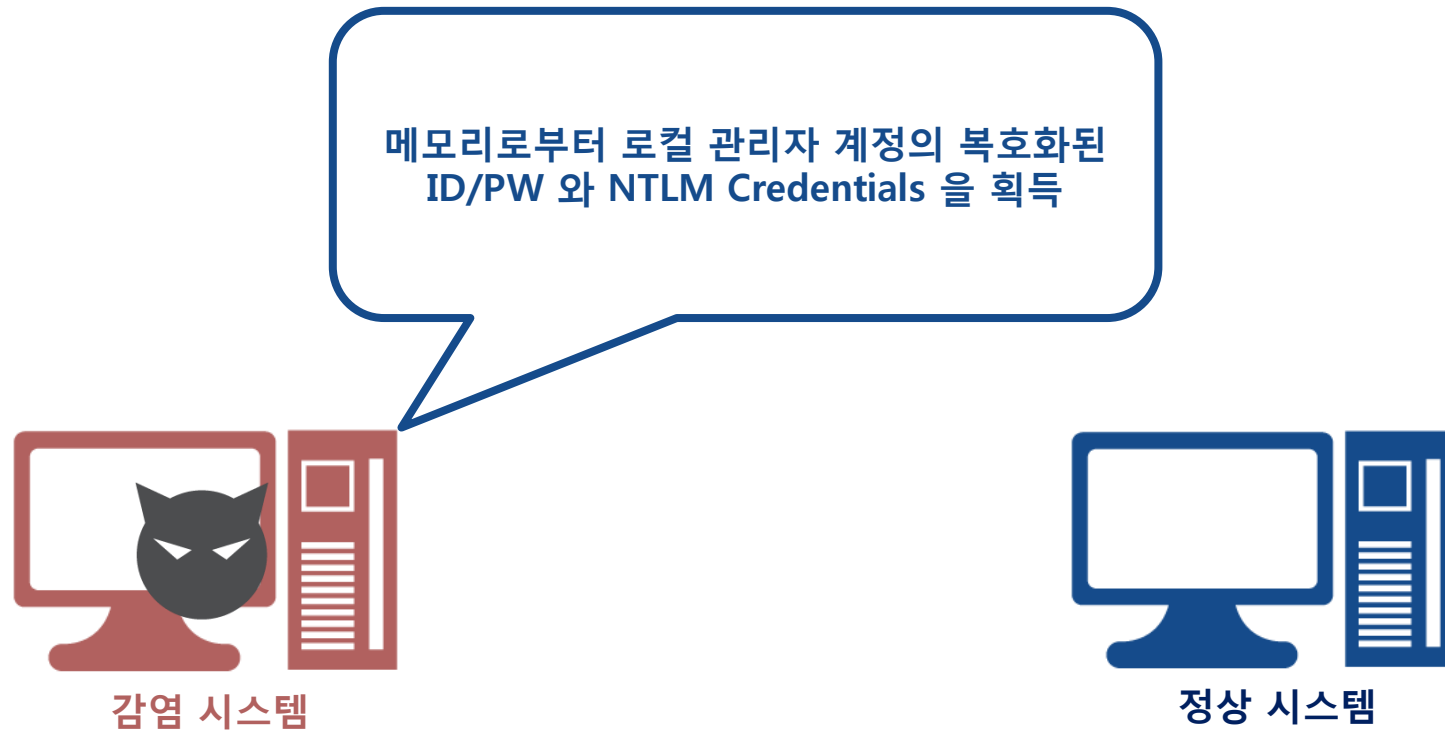 메모리로부터 로컬 관리자 계정의 복호화된
ID/PW 와 NTLM Credentials 을 획득
감염 시스템
정상 시스템